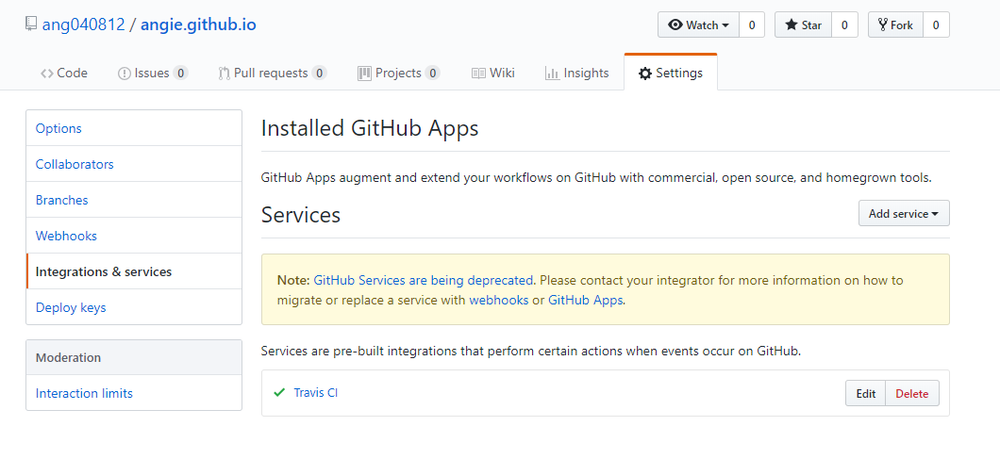 ang040812 / angie.github.io
Watch 0 Star 0 Fork 0
Code Issues 0 Pull requests 0 Projects 0 Wiki Insights Settings
Options
Collaborators
Branches
Webhooks
Integrations & services
Deploy keys
Moderation
Interaction limits
Installed GitHub Apps
GitHub Apps augment and extend your workflows on GitHub with commercial, open source, and homegrown tools.
Services
Add service
Note: GitHub Services are being deprecated. Please contact your integrator for more information on how to
migrate or replace a service with webhooks or GitHub Apps.
Services are pre-built integrations that perform certain actions when events occur on GitHub.
Travis CI
Edit Delete